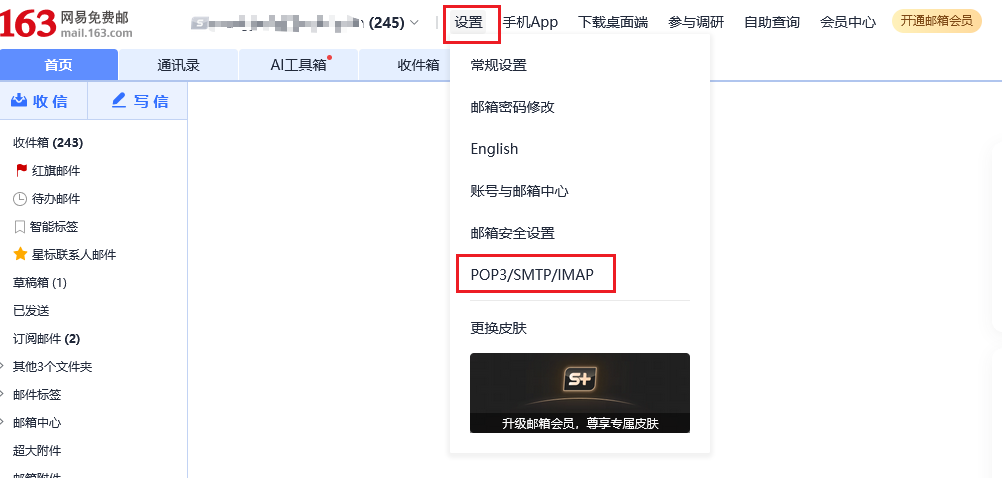 163 网易免费邮
mail.163.com
(245)
设置 手机App 下载桌面端 参与调研 自助查询 会员中心 开通邮箱会员
首页 通讯录 AI工具箱 收件箱
收信 写信
收件箱 (243)
红旗邮件
待办邮件
智能标签
星标联系人邮件
草稿箱 (1)
已发送
订阅邮件 (2)
其他3个文件夹
邮件标签
邮箱中心
超大附件
邮箱附件
常规设置
邮箱密码修改
English
账号与邮箱中心
邮箱安全设置
POP3/SMTP/IMAP
更换皮肤
S+
升级邮箱会员，尊享专属皮肤